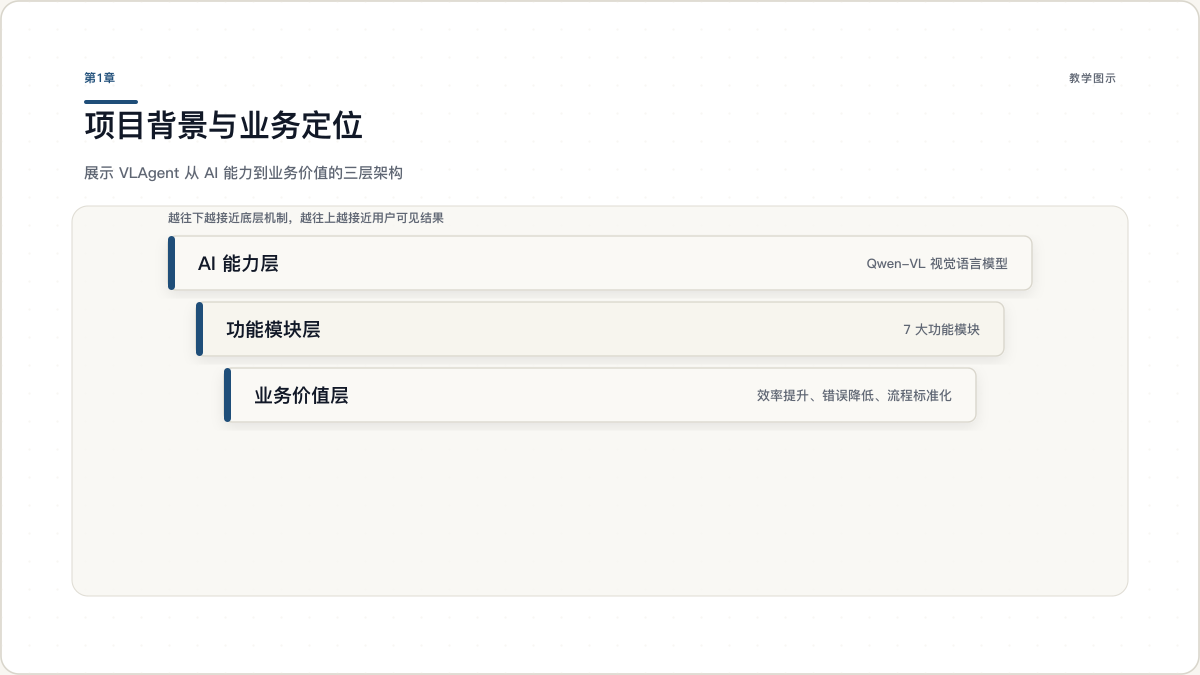 第1章
教学图示
项目背景与业务定位
展示 VLAgent 从 AI 能力到业务价值的三层架构
越往下越接近底层机制，越往上越接近用户可见结果
AI 能力层
Qwen-VL 视觉语言模型
功能模块层
7 大功能模块
业务价值层
效率提升、错误降低、流程标准化